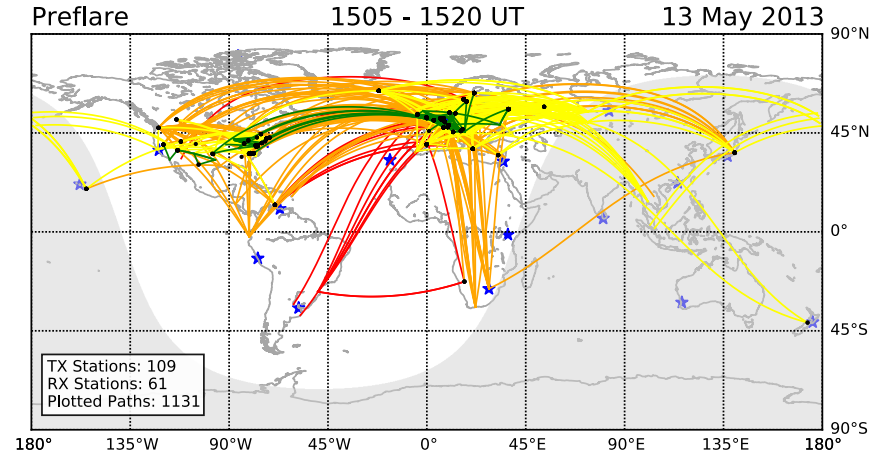 Preflare 1505 - 1520 UT 13 May 2013
90°N
45°N
0°
45°S
90°S
TX Stations: 109
RX Stations: 61
Plotted Paths: 1131
180° 135°W 90°W 45°W 0° 45°E 90°E 135°E 180°